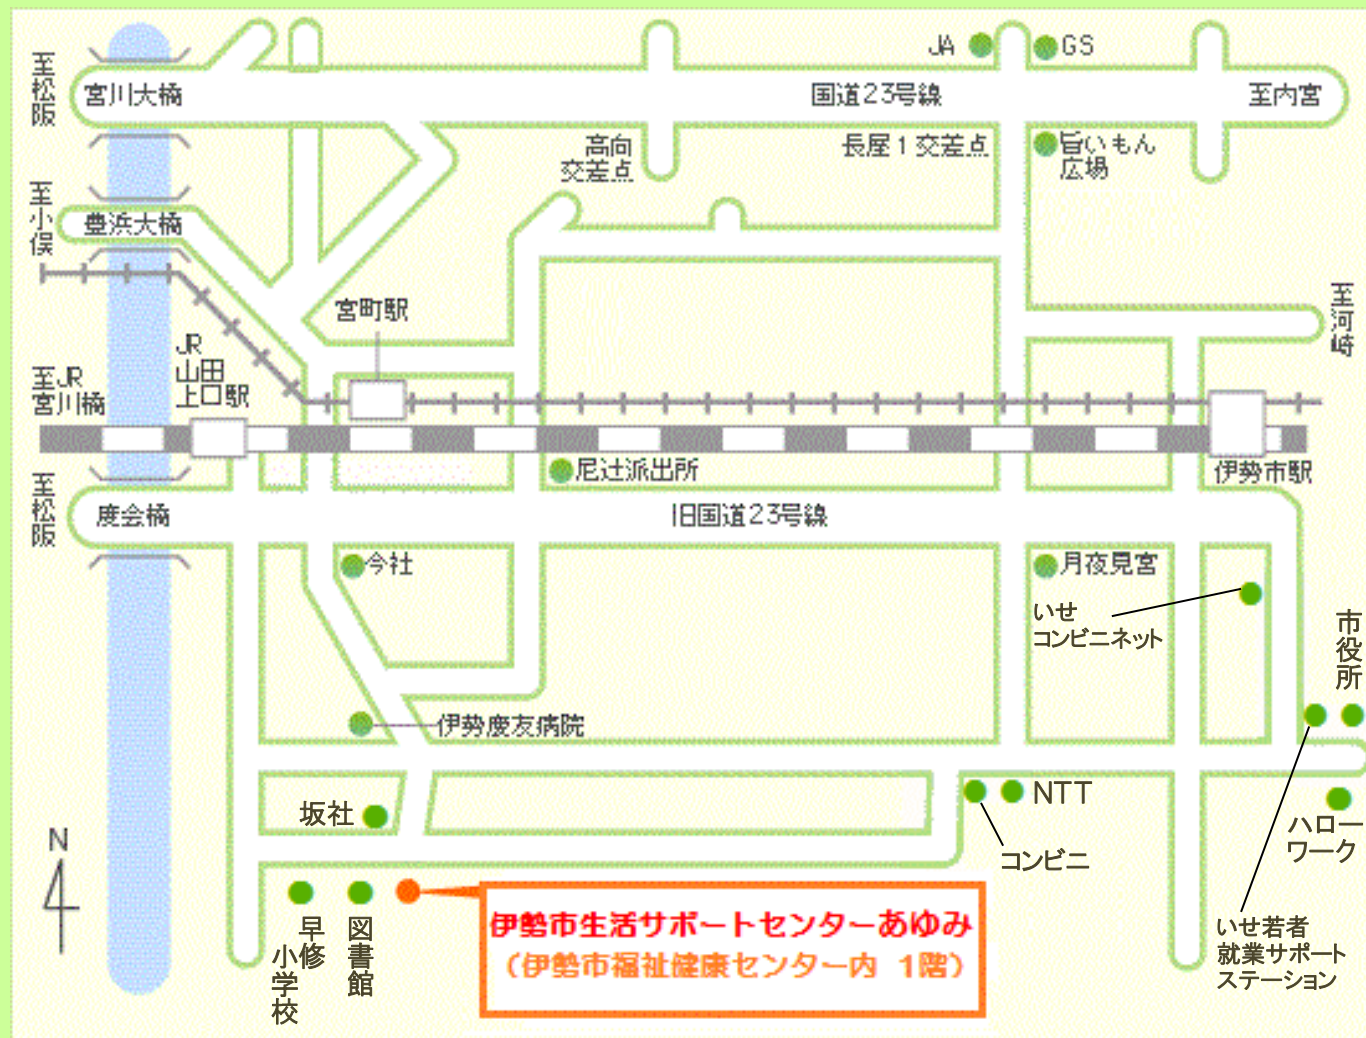 至松阪
宮川大橋
国道23号線
至内宮
JA
GS
高向
交差点
長屋1交差点
旨いもん
広場
至小俣
豊浜大橋
宮町駅
至河崎
JR
山田
上口駅
至JR
宮川橋
尼辻派出所
伊勢市駅
至松阪
度会橋
旧国道23号線
今社
月夜見宮
いせ
コンビニネット
市役所
伊勢慶友病院
坂社
NTT
コンビニ
ハロー
ワーク
N
早修
小学校
図書館
伊勢市生活サポートセンターあゆみ
(伊勢市福祉健康センター内 1階)
いせ若者
就業サポート
ステーション